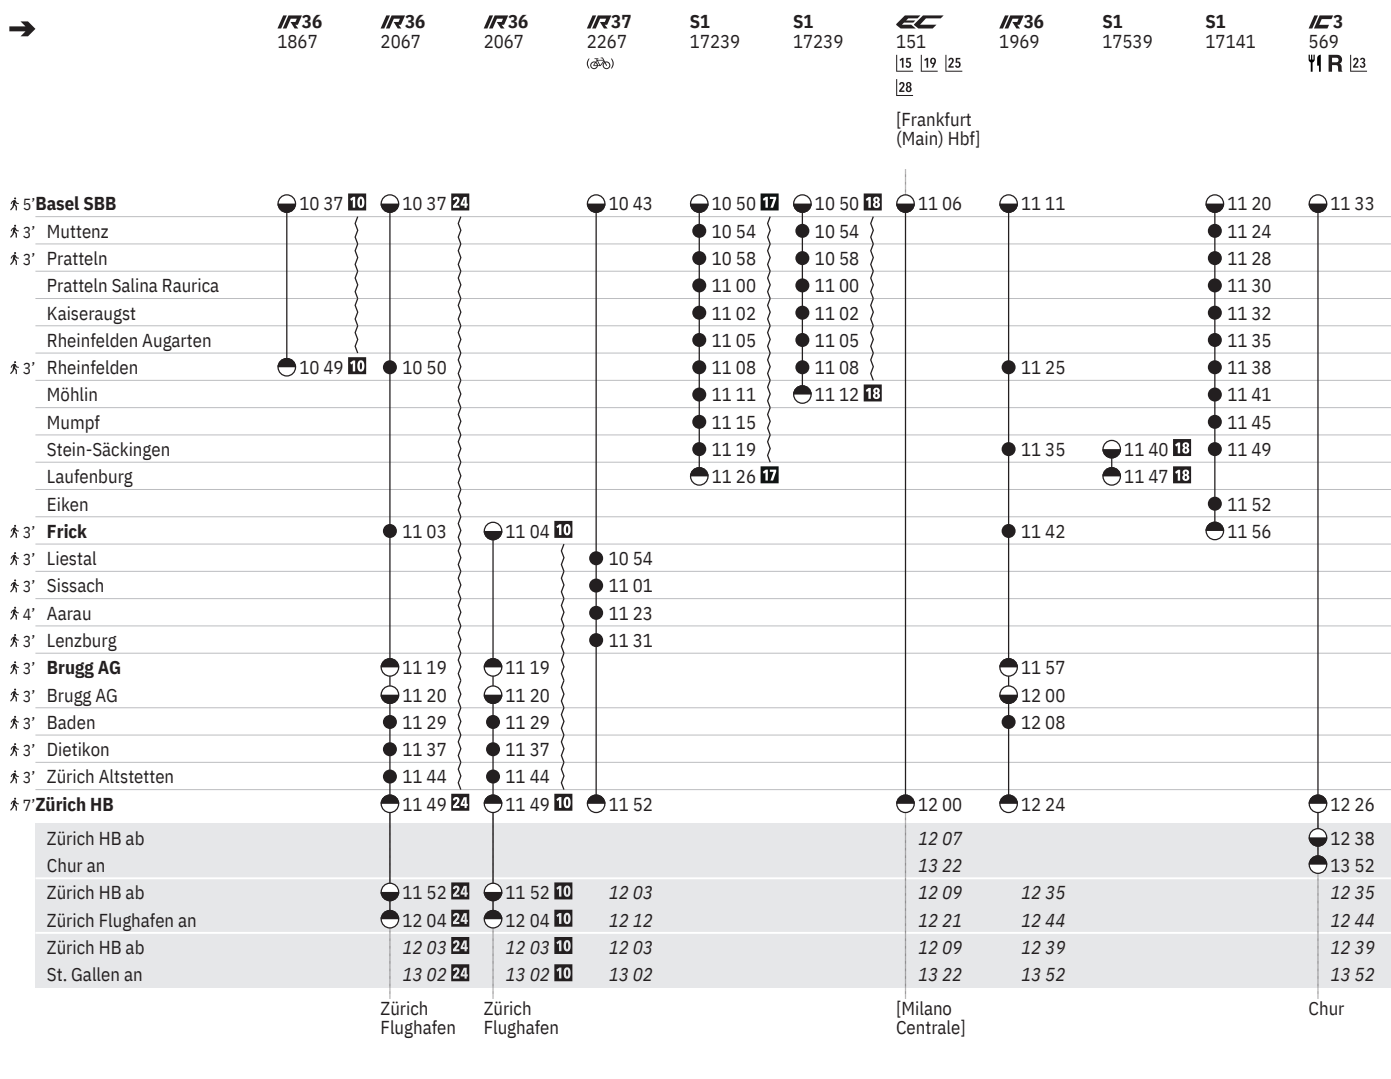 IR36 IR36 IR36 IR37 S1 S1 EC IR36 S1 S1 IC3
1867 2067 2067 2267 17239 17239 151 1969 17539 17141 569
15 19 25 R 23
28
[Frankfurt
(Main) Hbf]
5' Basel SBB 10 37 10 10 37 24 10 43 10 50 17 10 50 18 11 06 11 11 11 20 11 33
3' Muttenz 10 54 10 54 11 24
3' Pratteln 10 58 10 58 11 28
Pratteln Salina Raurica 11 00 11 00 11 30
Kaiseraugst 11 02 11 02 11 32
Rheinfelden Augarten 11 05 11 05 11 35
3' Rheinfelden 10 49 10 10 50 11 08 11 08 11 25 11 38
Möhlin 11 11 11 12 18 11 41
Mumpf 11 15 11 45
Stein-Säckingen 11 19 11 35 11 40 18 11 49
Laufenburg 11 26 17 11 47 18
Eiken 11 52
3' Frick 11 03 11 04 10 11 42 11 56
3' Liestal 10 54
3' Sissach 11 01
4' Aarau 11 23
3' Lenzburg 11 31
3' Brugg AG 11 19 11 19 11 57
3' Brugg AG 11 20 11 20 12 00
3' Baden 11 29 11 29 12 08
3' Dietikon 11 37 11 37
3' Zürich Altstetten 11 44 11 44
7' Zürich HB 11 49 24 11 49 10 11 52 12 00 12 24 12 26
Zürich HB ab 12 07 12 38
Chur an 13 22 13 52
Zürich HB ab 11 52 24 11 52 10 12 03 12 09 12 35 12 35
Zürich Flughafen an 12 04 24 12 04 10 12 12 12 21 12 44 12 44
Zürich HB ab 12 03 24 12 03 10 12 03 12 09 12 39 12 39
St. Gallen an 13 02 24 13 02 10 13 02 13 22 13 52 13 52
Zürich Zürich [Milano Chur
Flughafen Flughafen Centrale]